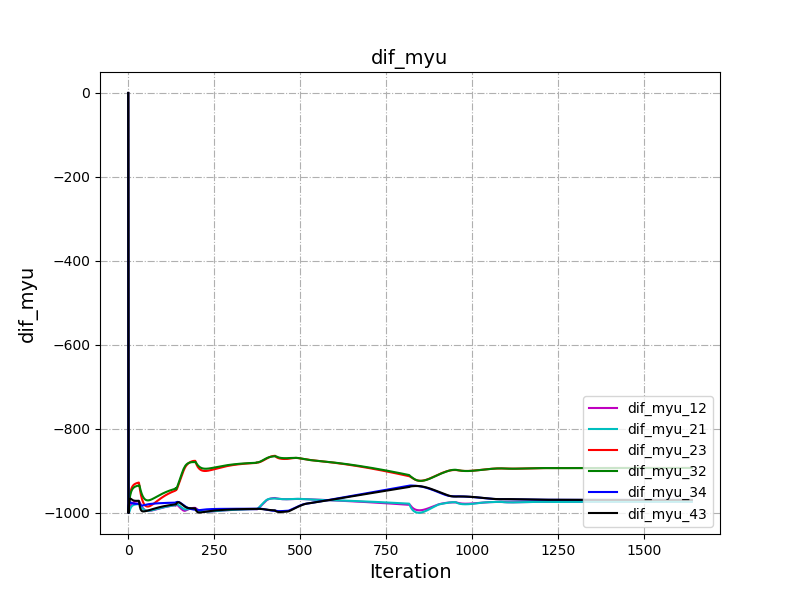 dif_myu
dif_myu
0
−200
−400
−600
−800
−1000
0
250
500
750
1000
1250
1500
Iteration
dif_myu_12
dif_myu_21
dif_myu_23
dif_myu_32
dif_myu_34
dif_myu_43